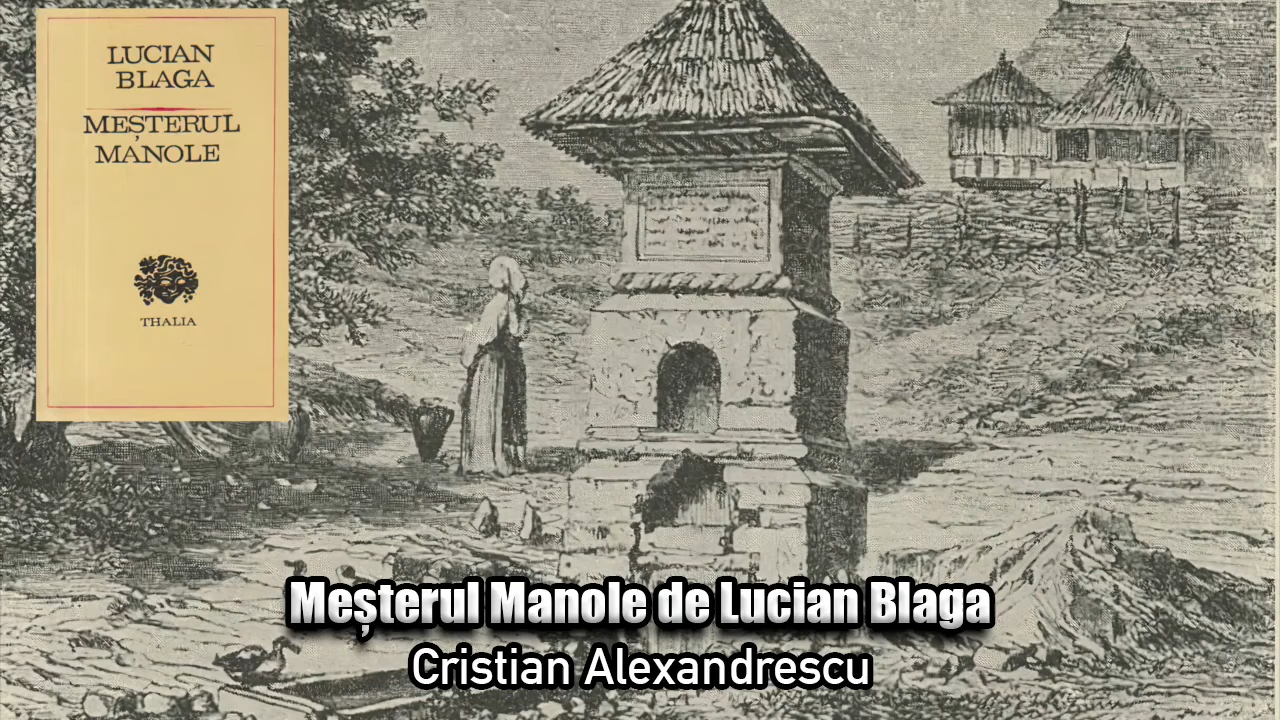 LUCIAN
BLAGA
MEȘTERUL
MANOLE
THALIA
Meșterul Manole de Lucian Blaga
Cristian Alexandrescu